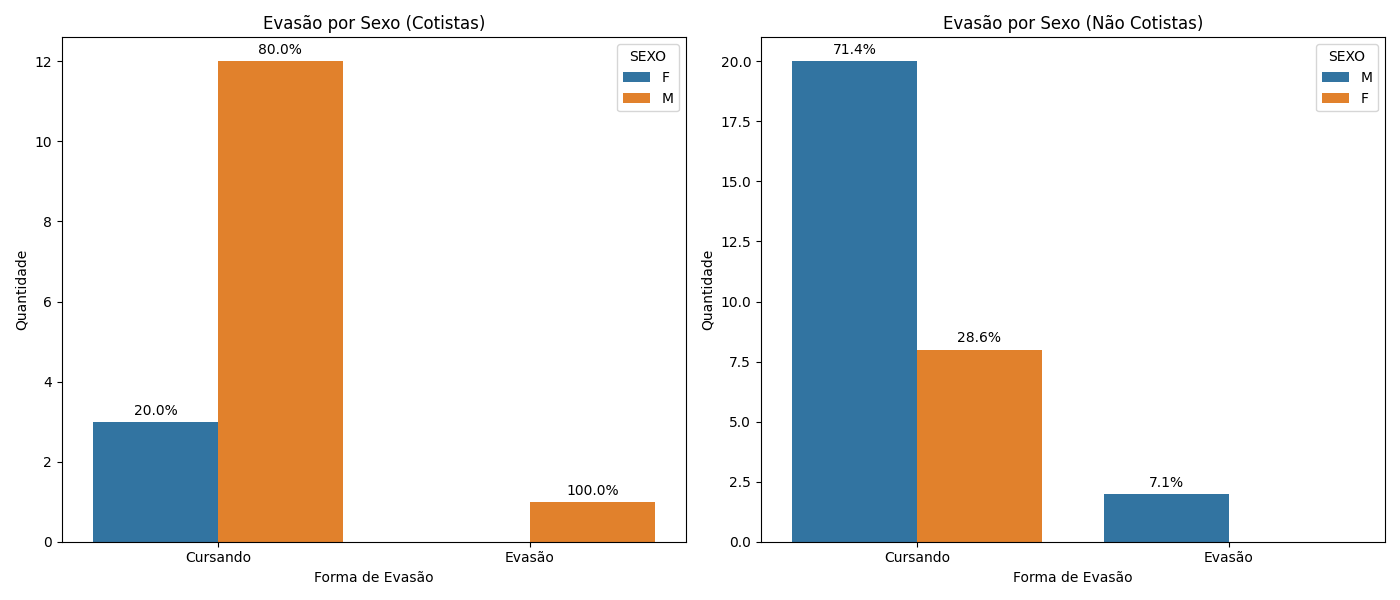 Evasão por Sexo (Cotistas)
Quantidade
12
10
8
6
4
2
0
20.0%
80.0%
100.0%
SEXO
F
M
Cursando
Evasão
Forma de Evasão
Evasão por Sexo (Não Cotistas)
Quantidade
20.0
17.5
15.0
12.5
10.0
7.5
5.0
2.5
0.0
71.4%
28.6%
7.1%
SEXO
M
F
Cursando
Evasão
Forma de Evasão